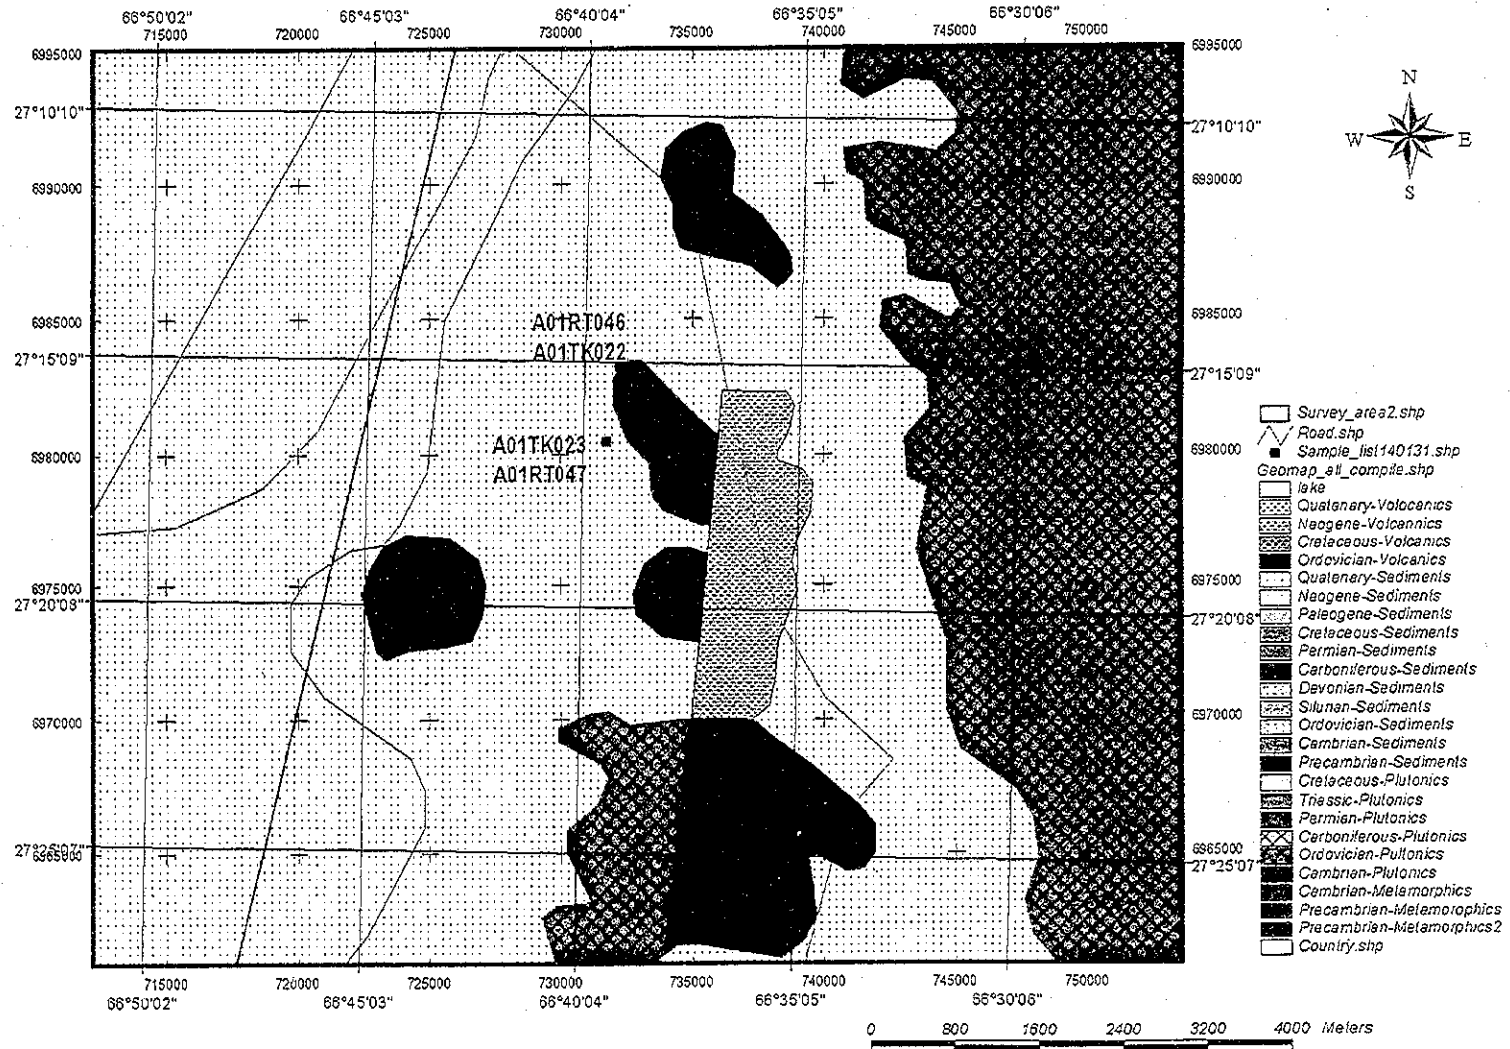 66°50'02" 66°45'03" 66°40'04" 66°35'05" 66°30'06"
715000 720000 725000 730000 735000 740000 745000 750000
6995000 6995000
27°10'10" 27°10'10"
6990000 6990000
6985000 6985000
27°15'09" 27°15'09"
6980000 6980000
6975000 6975000
27°20'08" 27°20'08"
6970000 6970000
27°25'07" 27°25'07"
6965000 6965000
A01RT046
A01TK022
A01TK023
A01RT047
715000 720000 725000 730000 735000 740000 745000 750000
66°50'02" 66°45'03" 66°40'04" 66°35'05" 66°30'06"
N
W E
S
Survey_area2.shp
Road.shp
Sample_list140131.shp
Geomap_all_compile.shp
lake
Quatenary-Volocanics
Neogene-Volcannics
Cretaceous-Volcanics
Ordovician-Volcanics
Quatenary-Sediments
Neogene-Sediments
Paleogene-Sediments
Cretaceous-Sediments
Permian-Sediments
Carboniferous-Sediments
Devonian-Sediments
Silunan-Sediments
Ordovician-Sediments
Cambrian-Sediments
Precambrian-Sediments
Cretaceous-Plutonics
Triassic-Plutonics
Permian-Plutonics
Carboniferous-Plutonics
Ordovician-Pultonics
Cambrian-Plutonics
Cambrian-Metamorphics
Precambrian-Metamorophics
Precambrian-Metamorphics2
Country.shp
0 800 1600 2400 3200 4000 Meters